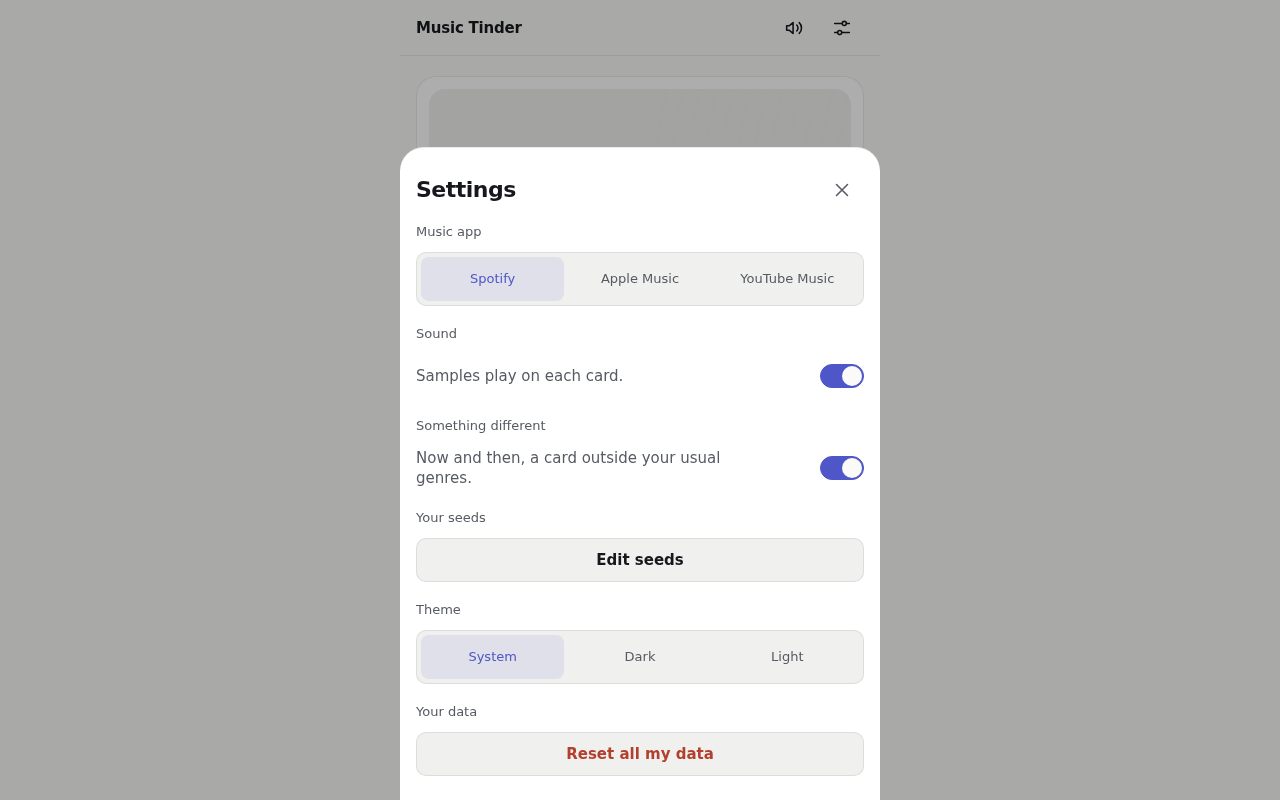 Music Tinder
Settings
Music app
Spotify
Apple Music
YouTube Music
Sound
Samples play on each card.
Something different
Now and then, a card outside your usual
genres.
Your seeds
Edit seeds
Theme
System
Dark
Light
Your data
Reset all my data